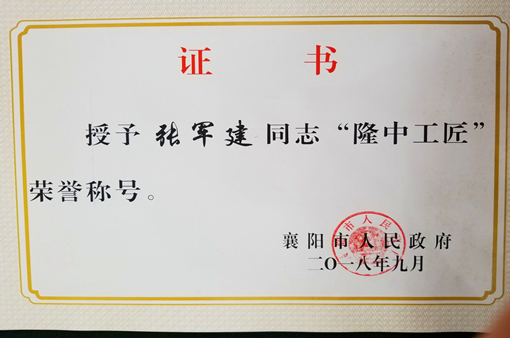 证书
授予张军建同志“隆中工匠”
荣誉称号。
襄阳市人民政府
二〇一八年九月